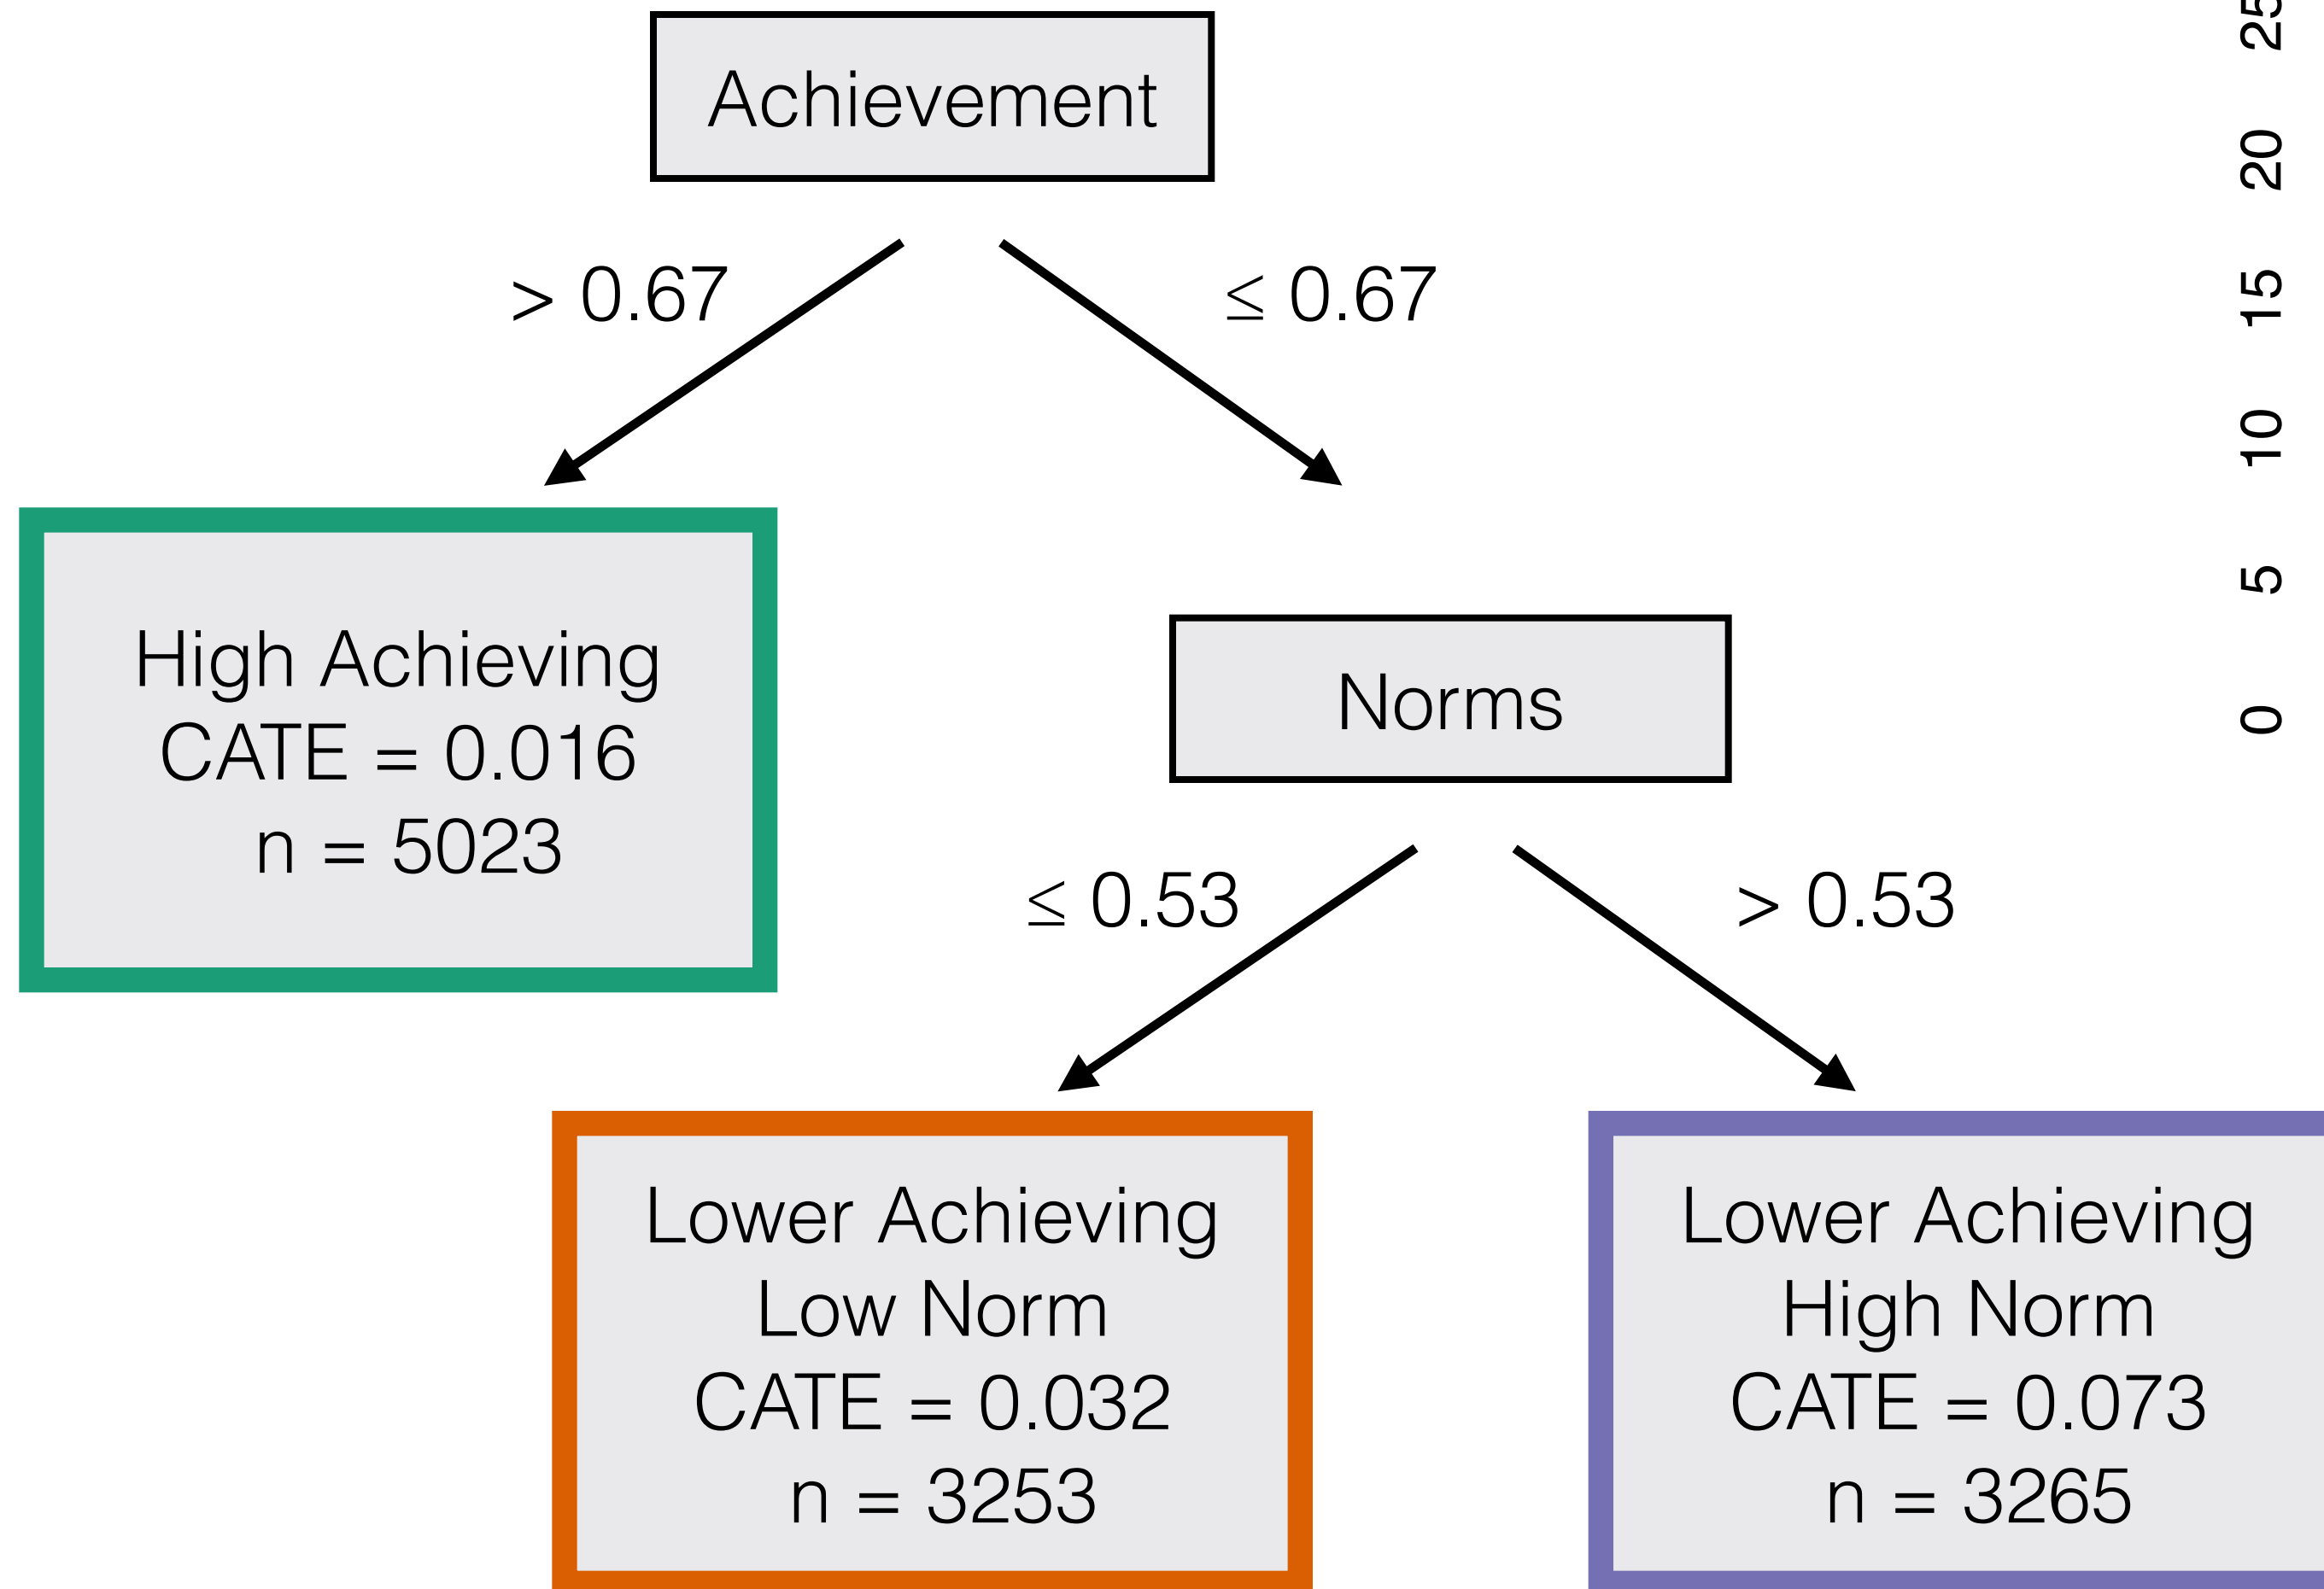 Achievement
> 0.67
≤ 0.67
High Achieving
CATE = 0.016
n = 5023
Norms
≤ 0.53
> 0.53
Lower Achieving
Low Norm
CATE = 0.032
n = 3253
Lower Achieving
High Norm
CATE = 0.073
n = 3265
25
20
15
10
5
0